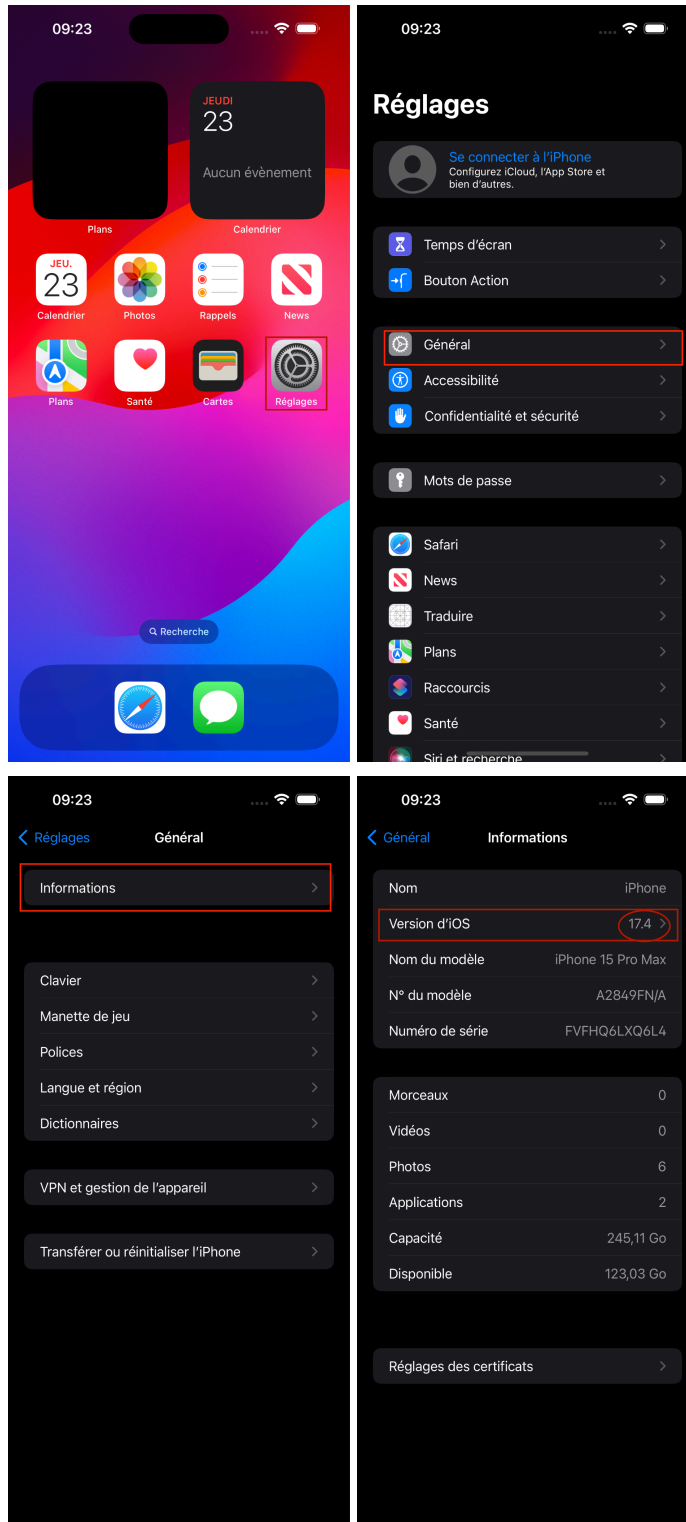 09:23
JEUDI
23
Aucun évènement
Plans
Calendrier
JEU.
23
Calendrier
Photos
Rappels
News
Plans
Santé
Cartes
Réglages
Recherche
09:23
Réglages
Se connecter à l'iPhone
Configurez iCloud, l'App Store et
bien d'autres.
Temps d'écran
Bouton Action
Général
Accessibilité
Confidentialité et sécurité
Mots de passe
Safari
News
Traduire
Plans
Raccourcis
Santé
Siri et recherche
09:23
Réglages
Général
Informations
Clavier
Manette de jeu
Polices
Langue et région
Dictionnaires
VPN et gestion de l'appareil
Transférer ou réinitialiser l'iPhone
09:23
Général
Informations
Nom iPhone
Version d'iOS 17.4
Nom du modèle iPhone 15 Pro Max
N° du modèle A2849FN/A
Numéro de série FVFHQ6LXQ6L4
Morceaux 0
Vidéos 0
Photos 6
Applications 2
Capacité 245,11 Go
Disponible 123,03 Go
Réglages des certificats